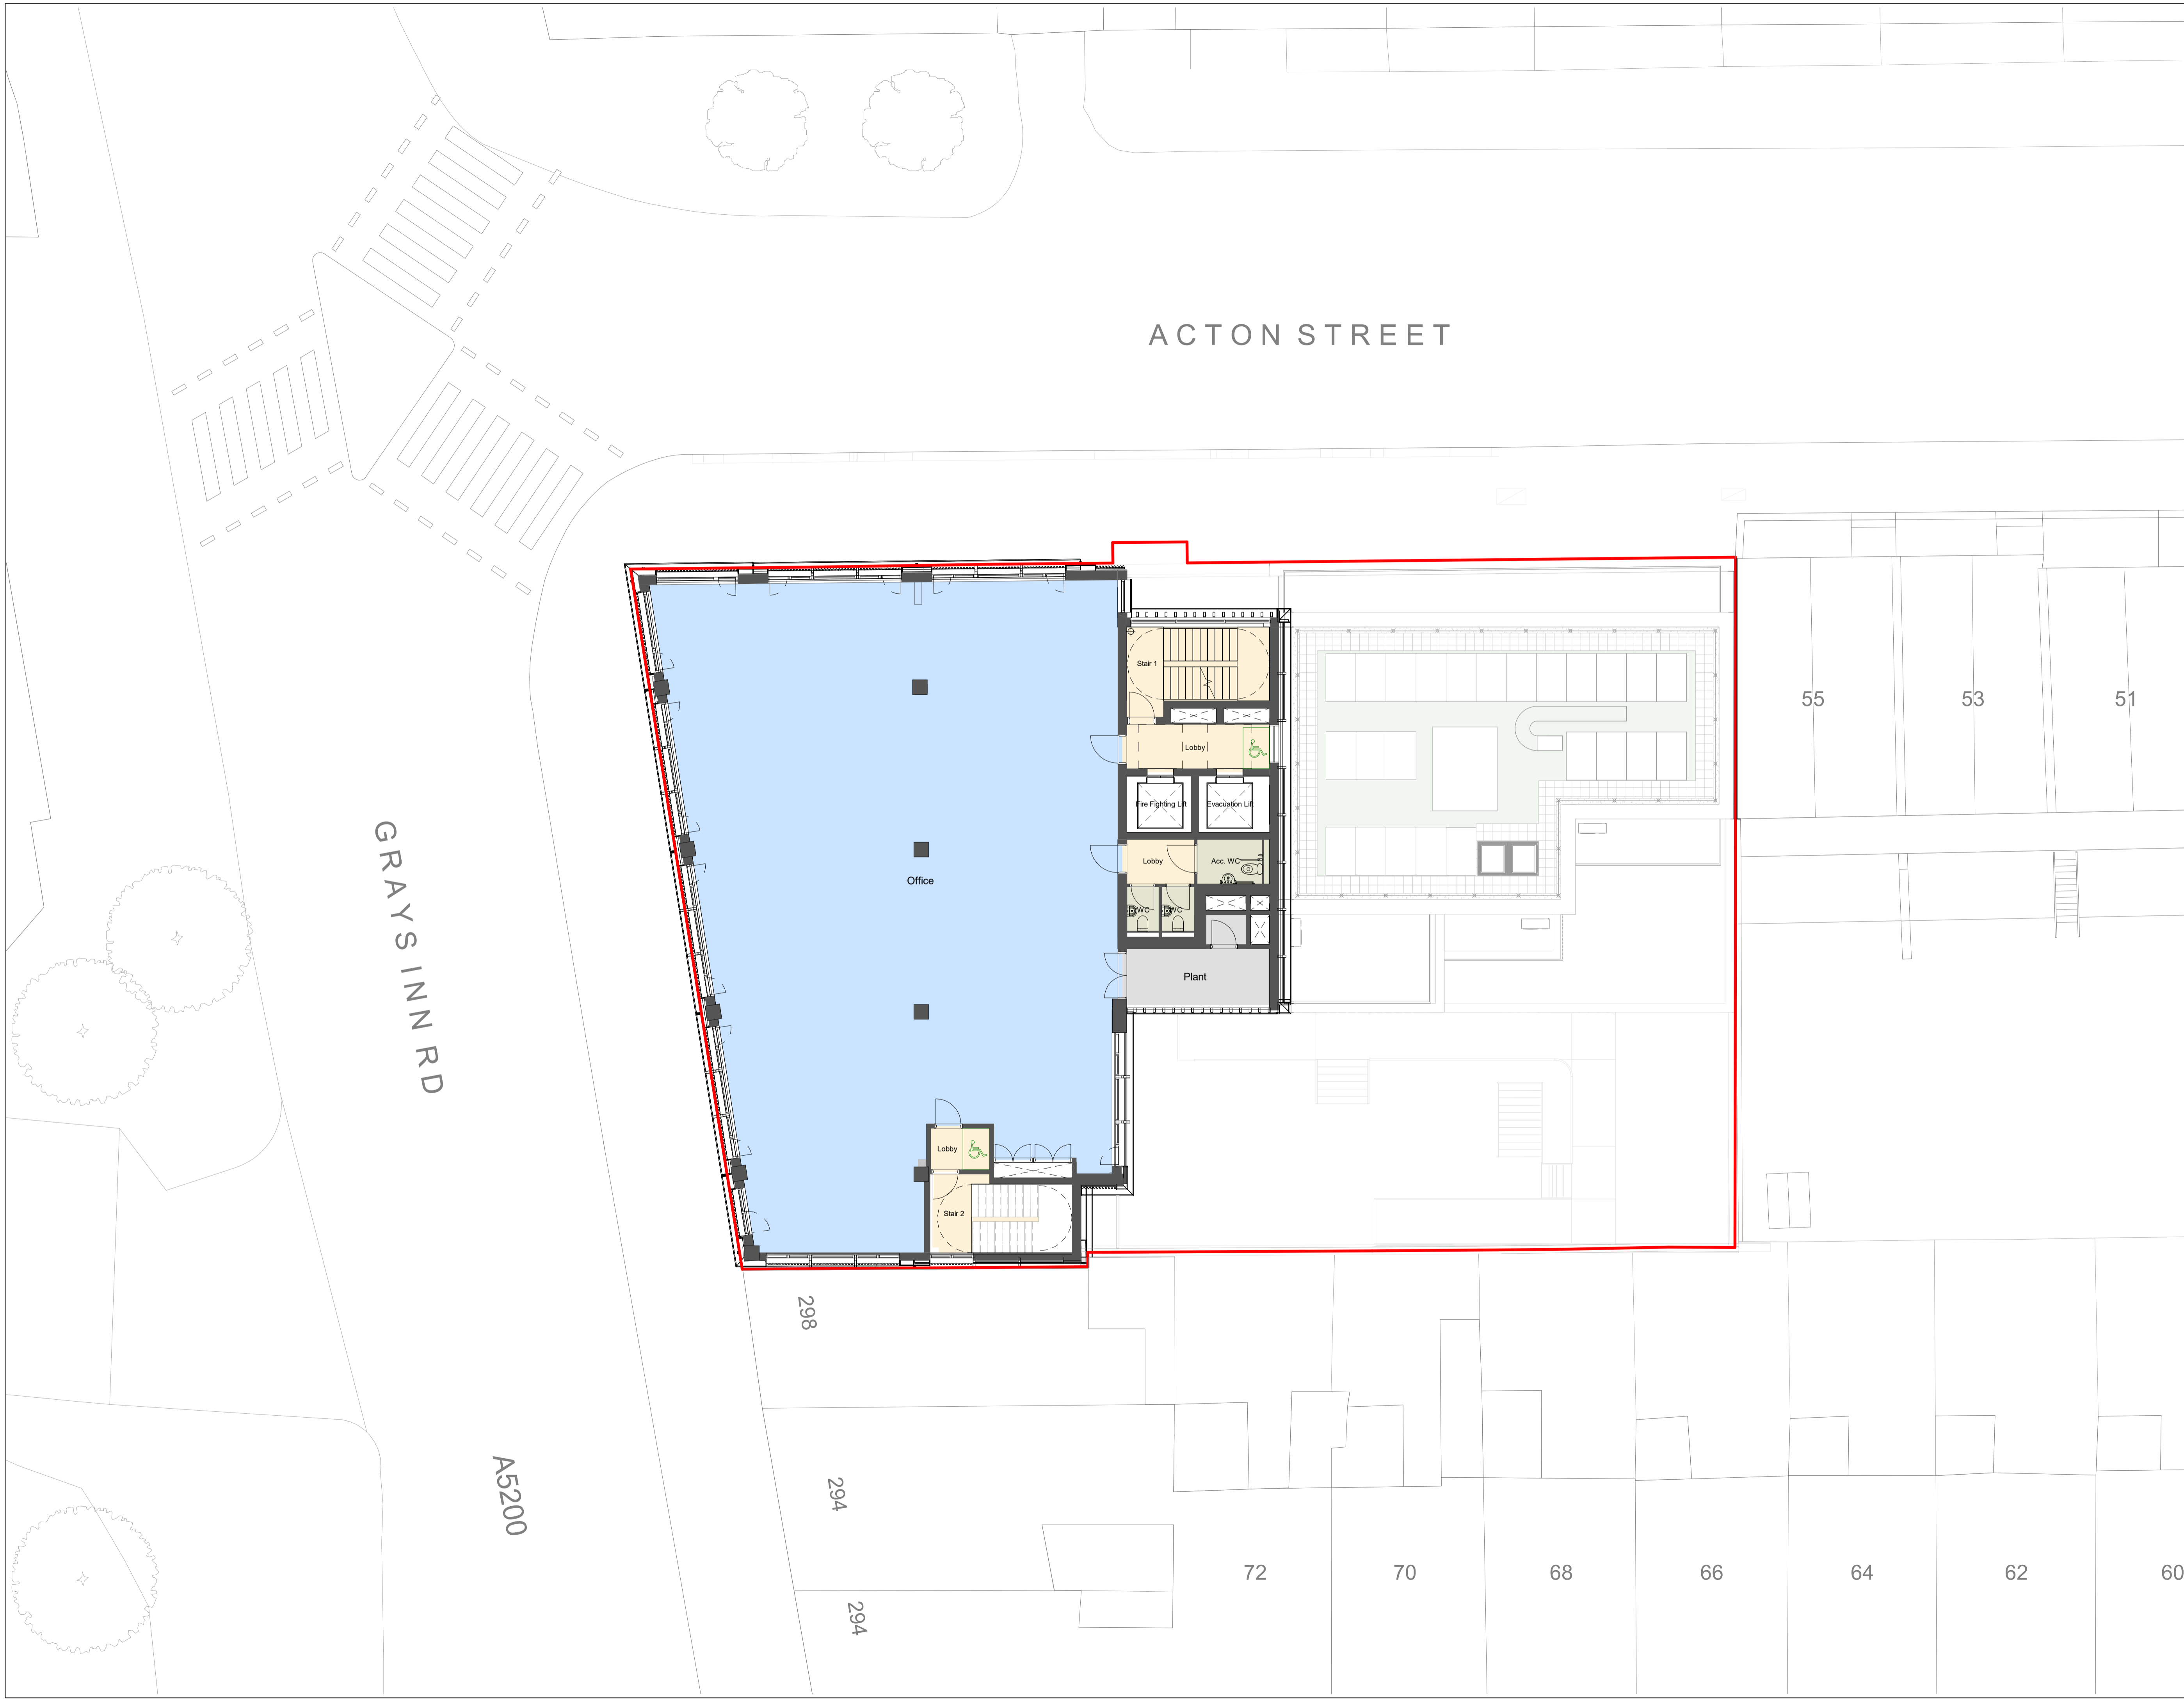 ACTON STREET
Stair 1
55
53
51
Lobby
Fire Fighting Lift
Evacuation Lift
GRAYS INN RD
Lobby
Acc. WC
Office
WC
WC
Plant
Lobby
Stair 2
298
A5200
294
72
70
68
66
64
62
60
294